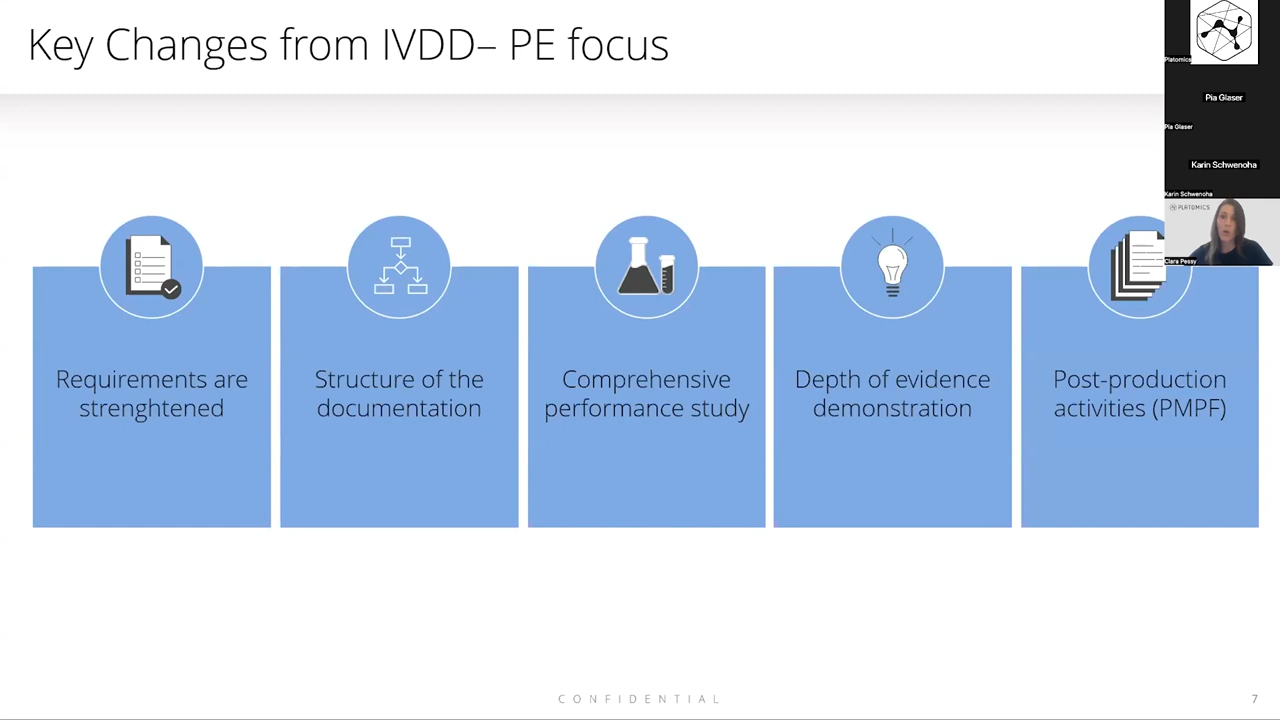 Key Changes from IVDD– PE focus
Platomics
Pia Glaser
Pia Glaser
Karin Schwenoha
Karin Schwenoha
PLATOMICS
Clara Pessy
Requirements are
strenghtened
Structure of the
documentation
Comprehensive
performance study
Depth of evidence
demonstration
Post-production
activities (PMPF)
CONFIDENTIAL
7